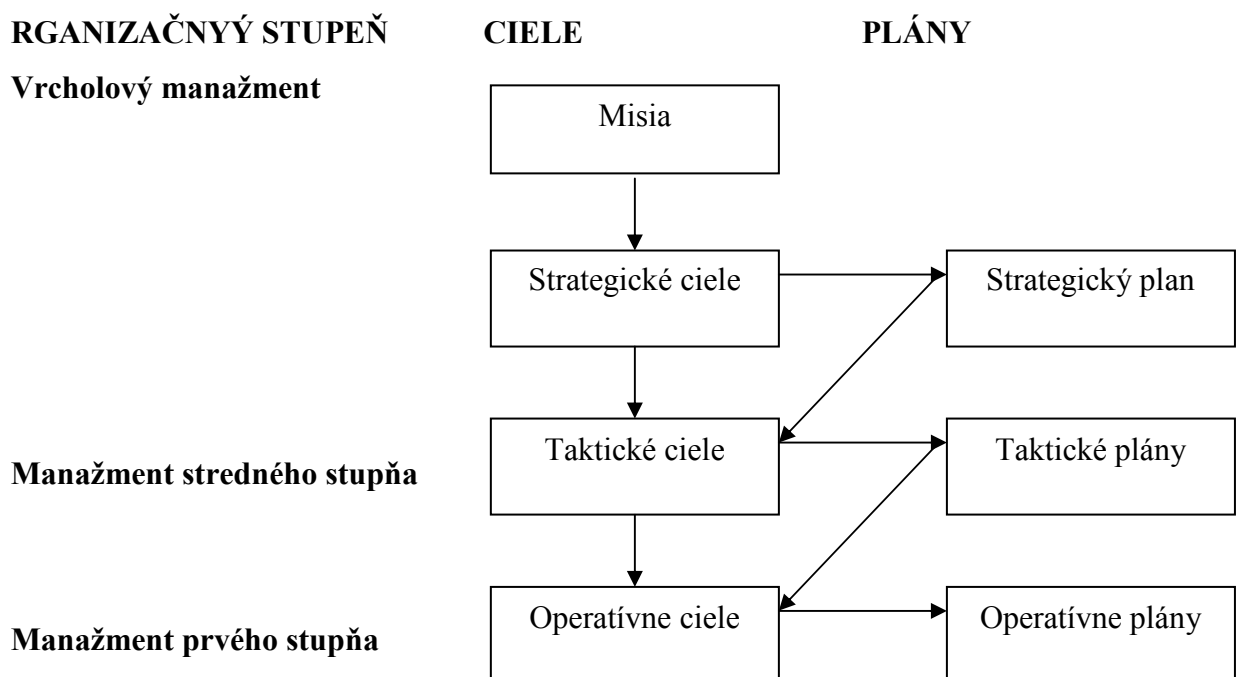 RGANIZAČNYÝ STUPEŇ CIELE PLÁNY
Vrcholový manažment
Misia
Strategické ciele Strategický plan
Taktické ciele Taktické plány
Manažment stredného stupňa
Operatívne ciele Operatívne plány
Manažment prvého stupňa